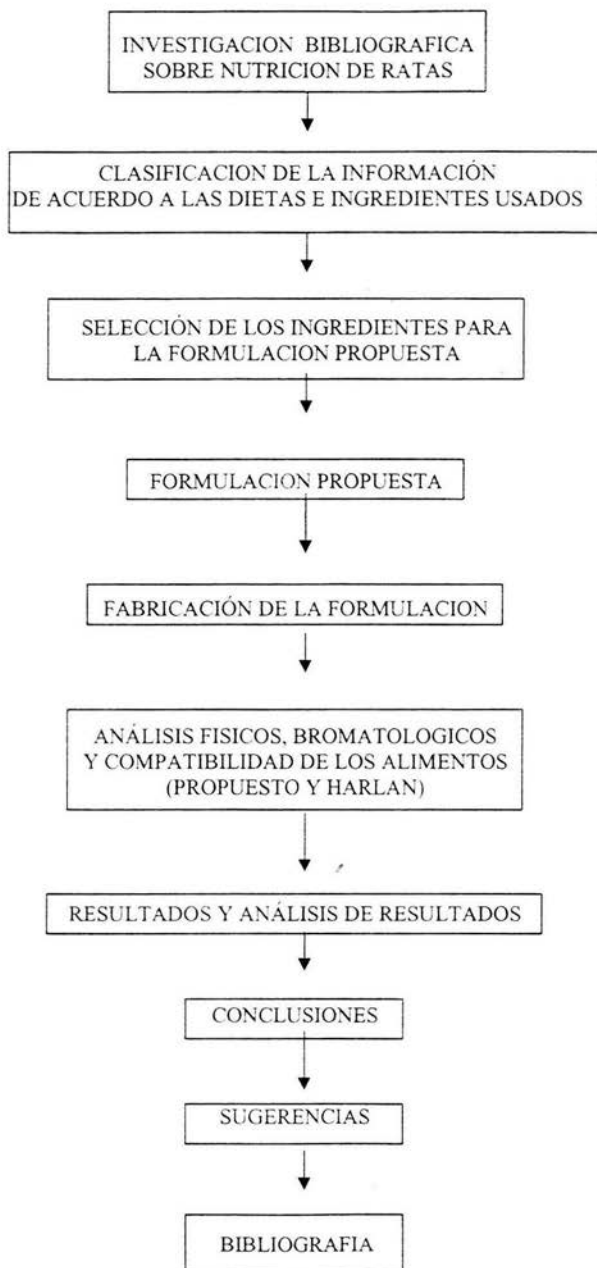 INVESTIGACION BIBLIOGRAFICA
SOBRE NUTRICION DE RATAS
CLASIFICACION DE LA INFORMACIÓN
DE ACUERDO A LAS DIETAS E INGREDIENTES USADOS
SELECCIÓN DE LOS INGREDIENTES PARA
LA FORMULACION PROPUESTA
FORMULACION PROPUESTA
FABRICACIÓN DE LA FORMULACION
ANÁLISIS FISICOS, BROMATOLOGICOS
Y COMPATIBILIDAD DE LOS ALIMENTOS
(PROPUESTO Y HARLAN)
RESULTADOS Y ANÁLISIS DE RESULTADOS
CONCLUSIONES
SUGERENCIAS
BIBLIOGRAFIA